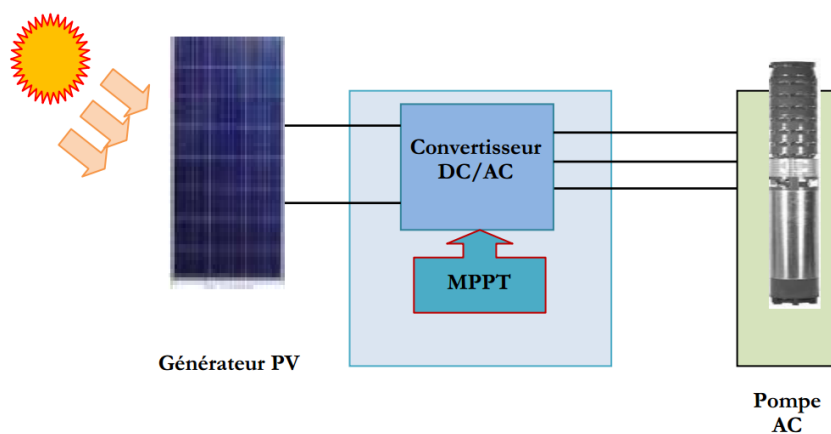 Convertisseur
DC/AC
MPPT
Générateur PV
Pompe
AC